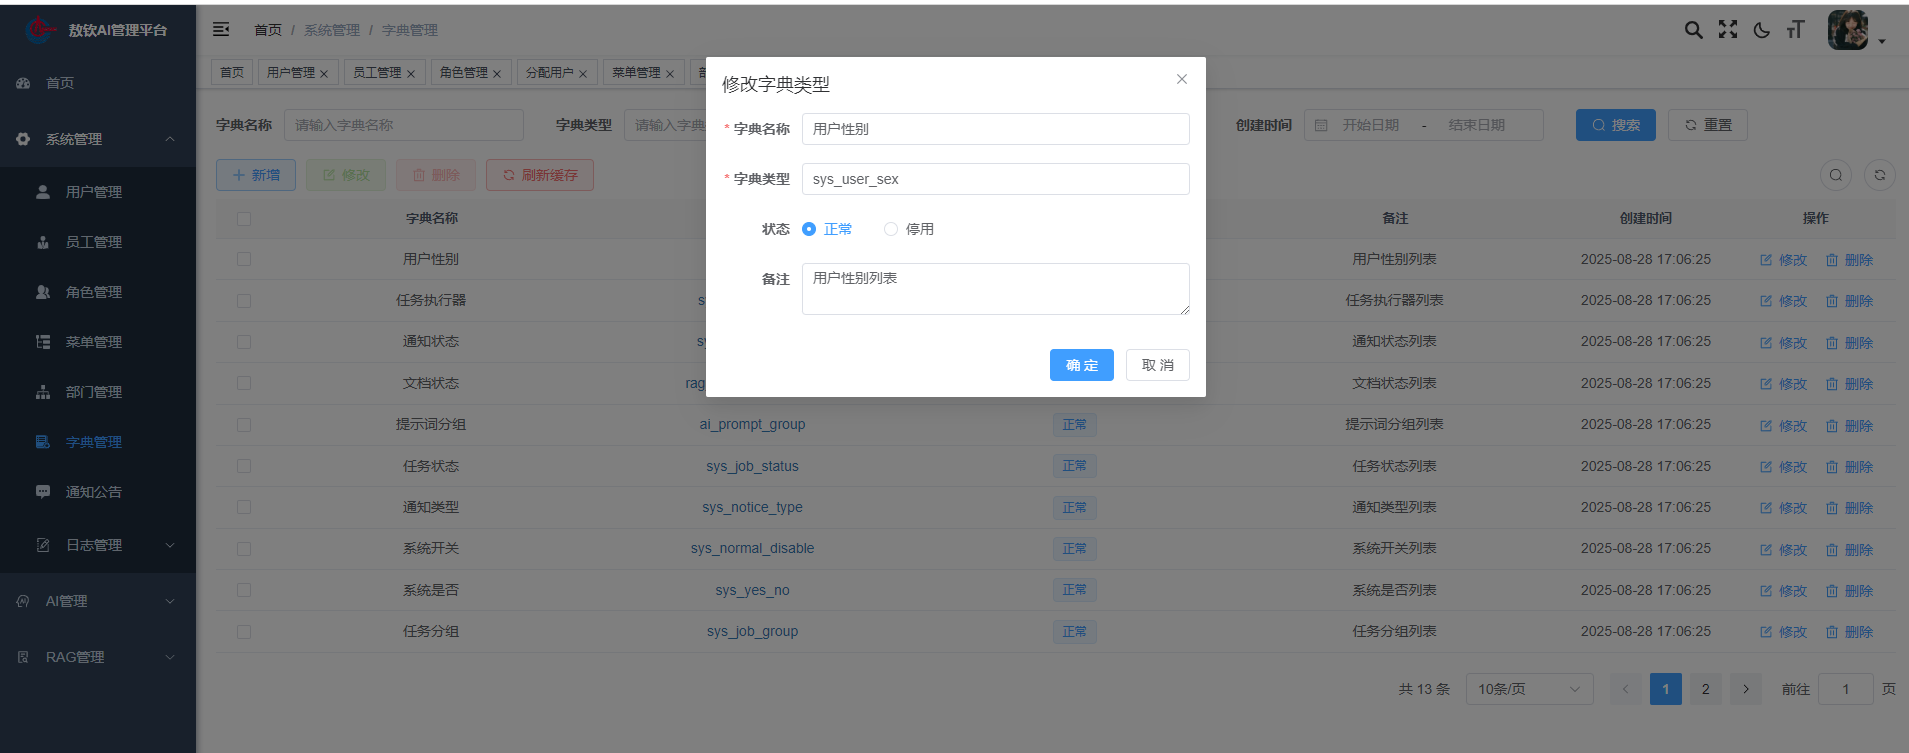 敖钦AI管理平台
首页 / 系统管理 / 字典管理
首页 用户管理 员工管理 角色管理 分配用户 菜单管理
首页
系统管理
用户管理
员工管理
角色管理
菜单管理
部门管理
字典管理
通知公告
日志管理
AI管理
RAG管理
字典名称 请输入字典名称 字典类型 请输入字典 创建时间 开始日期 - 结束日期 搜索 重置
新增 修改 删除 刷新缓存
修改字典类型
* 字典名称 用户性别
* 字典类型 sys_user_sex
状态 正常 停用
备注 用户性别列表
确 定 取 消
字典名称 备注 创建时间 操作
用户性别 用户性别列表 2025-08-28 17:06:25 修改 删除
任务执行器 s 任务执行器列表 2025-08-28 17:06:25 修改 删除
通知状态 sy 通知状态列表 2025-08-28 17:06:25 修改 删除
文档状态 rag 文档状态列表 2025-08-28 17:06:25 修改 删除
提示词分组 ai_prompt_group 正常 提示词分组列表 2025-08-28 17:06:25 修改 删除
任务状态 sys_job_status 正常 任务状态列表 2025-08-28 17:06:25 修改 删除
通知类型 sys_notice_type 正常 通知类型列表 2025-08-28 17:06:25 修改 删除
系统开关 sys_normal_disable 正常 系统开关列表 2025-08-28 17:06:25 修改 删除
系统是否 sys_yes_no 正常 系统是否列表 2025-08-28 17:06:25 修改 删除
任务分组 sys_job_group 正常 任务分组列表 2025-08-28 17:06:25 修改 删除
共 13 条 10条/页 1 2 前往 1 页